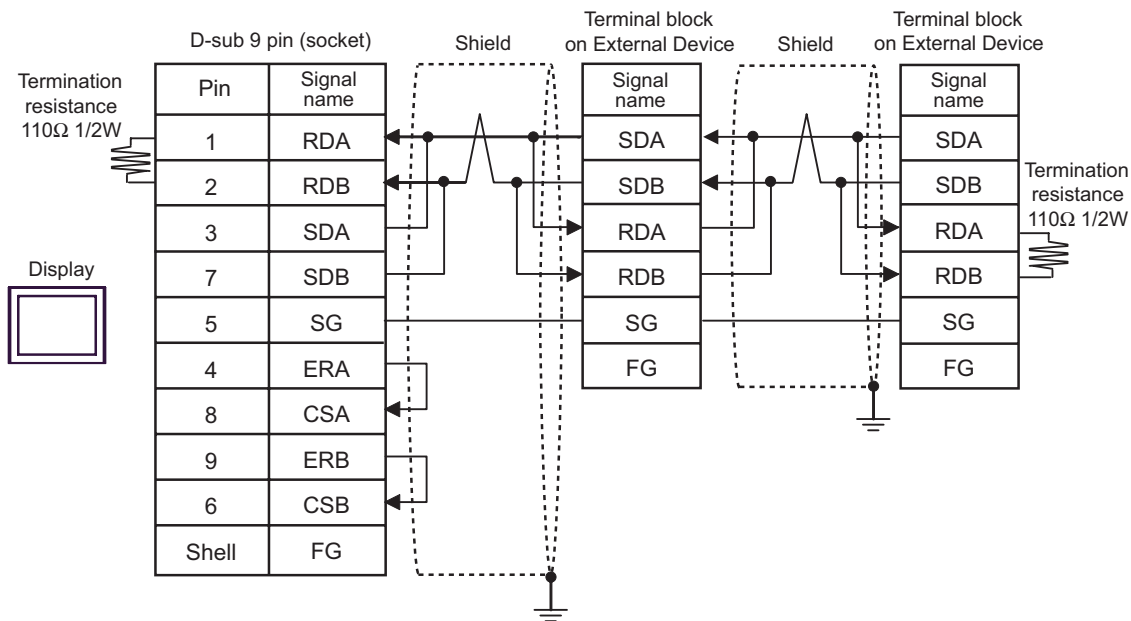 Terminal block
on External Device
Terminal block
on External Device
D-sub 9 pin (socket)
Shield
Shield
Termination
resistance
110Ω 1/2W
Pin
Signal
name
1
RDA
2
RDB
3
SDA
7
SDB
5
SG
4
ERA
8
CSA
9
ERB
6
CSB
Shell
FG
Display
Signal
name
SDA
SDB
RDA
RDB
SG
FG
Signal
name
SDA
SDB
RDA
RDB
SG
FG
Termination
resistance
110Ω 1/2W